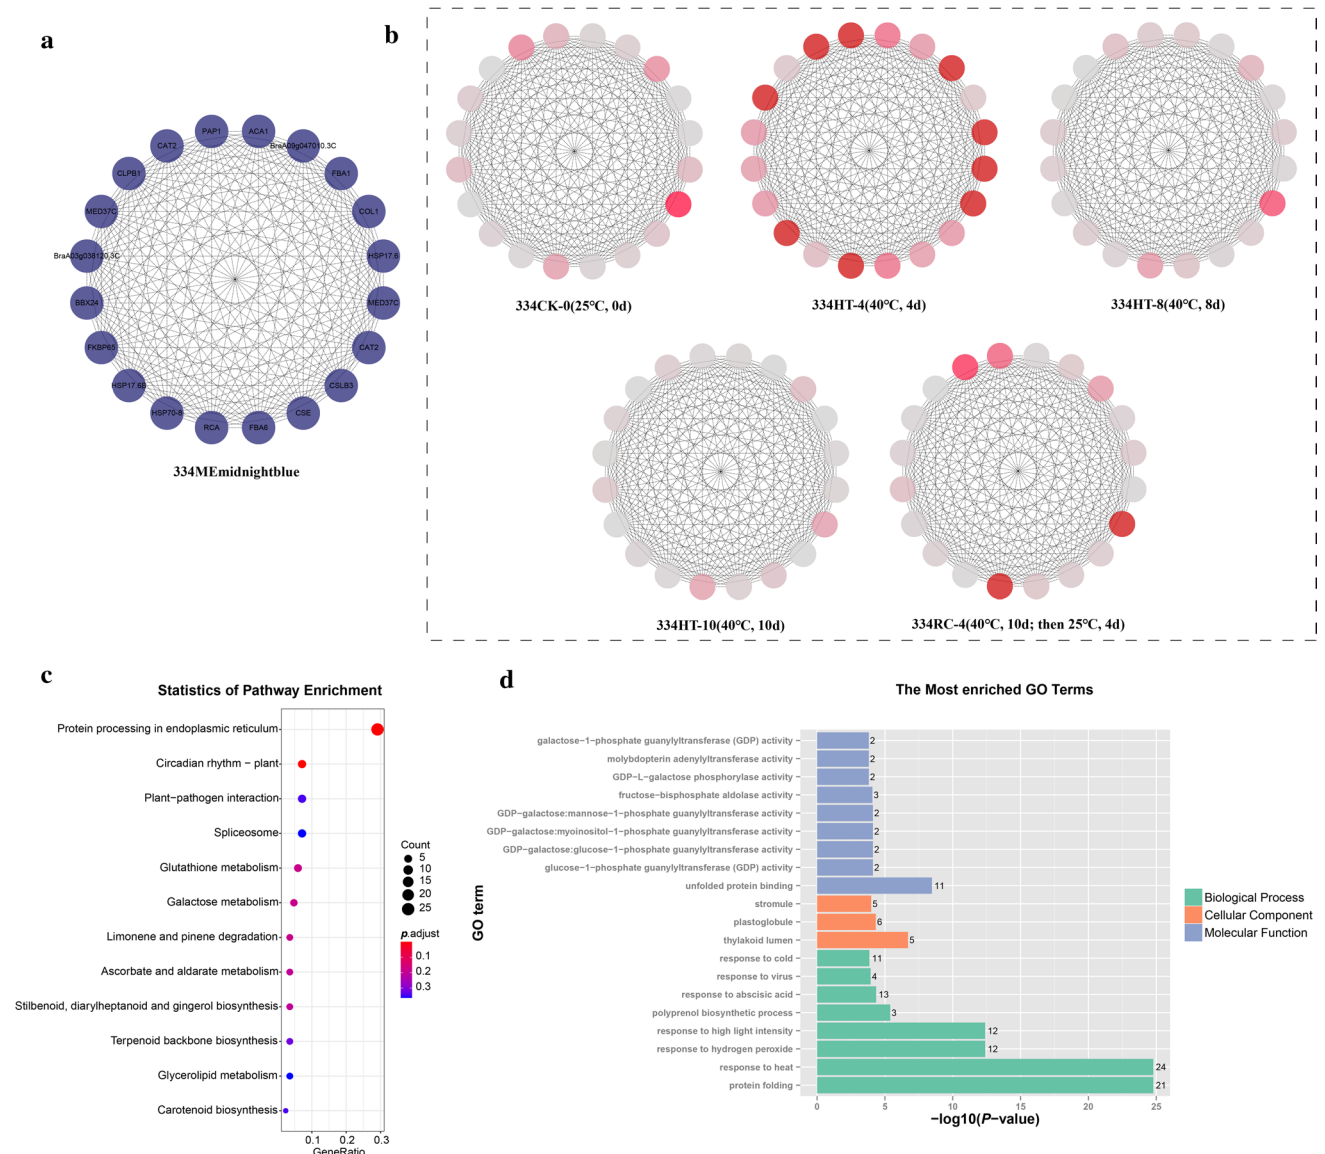 a
b
PAP1
ACA1
CAT2
BraA09g047010.3C
CLPB1
FBA1
MED37C
COL1
BraA03g038120.3C
HSP17.6
BBX24
MED37C
FKBP65
CAT2
HSP17.6B
CSLB3
HSP70-8
CSE
RCA
FBA6
334MEmidnightblue
334CK-0(25℃, 0d)
334HT-4(40℃, 4d)
334HT-8(40℃, 8d)
334HT-10(40℃, 10d)
334RC-4(40℃, 10d; then 25℃, 4d)
c
Statistics of Pathway Enrichment
Protein processing in endoplasmic reticulum
Circadian rhythm − plant
Plant−pathogen interaction
Spliceosome
Glutathione metabolism
Galactose metabolism
Limonene and pinene degradation
Ascorbate and aldarate metabolism
Stilbenoid, diarylheptanoid and gingerol biosynthesis
Terpenoid backbone biosynthesis
Glycerolipid metabolism
Carotenoid biosynthesis
0.1 0.2 0.3
GeneRatio
Count
5
10
15
20
25
p.adjust
0.1
0.2
0.3
d
The Most enriched GO Terms
GO term
galactose−1−phosphate guanylyltransferase (GDP) activity 2
molybdopterin adenylyltransferase activity 2
GDP−L−galactose phosphorylase activity 2
fructose−bisphosphate aldolase activity 3
GDP−galactose:mannose−1−phosphate guanylyltransferase activity 2
GDP−galactose:myoinositol−1−phosphate guanylyltransferase activity 2
GDP−galactose:glucose−1−phosphate guanylyltransferase activity 2
glucose−1−phosphate guanylyltransferase (GDP) activity 2
unfolded protein binding 11
stromule 5
plastoglobule 6
thylakoid lumen 5
response to cold 11
response to virus 4
response to abscisic acid 13
polyprenol biosynthetic process 3
response to high light intensity 12
response to hydrogen peroxide 12
response to heat 24
protein folding 21
0 5 10 15 20 25
−log10(P−value)
Biological Process
Cellular Component
Molecular Function